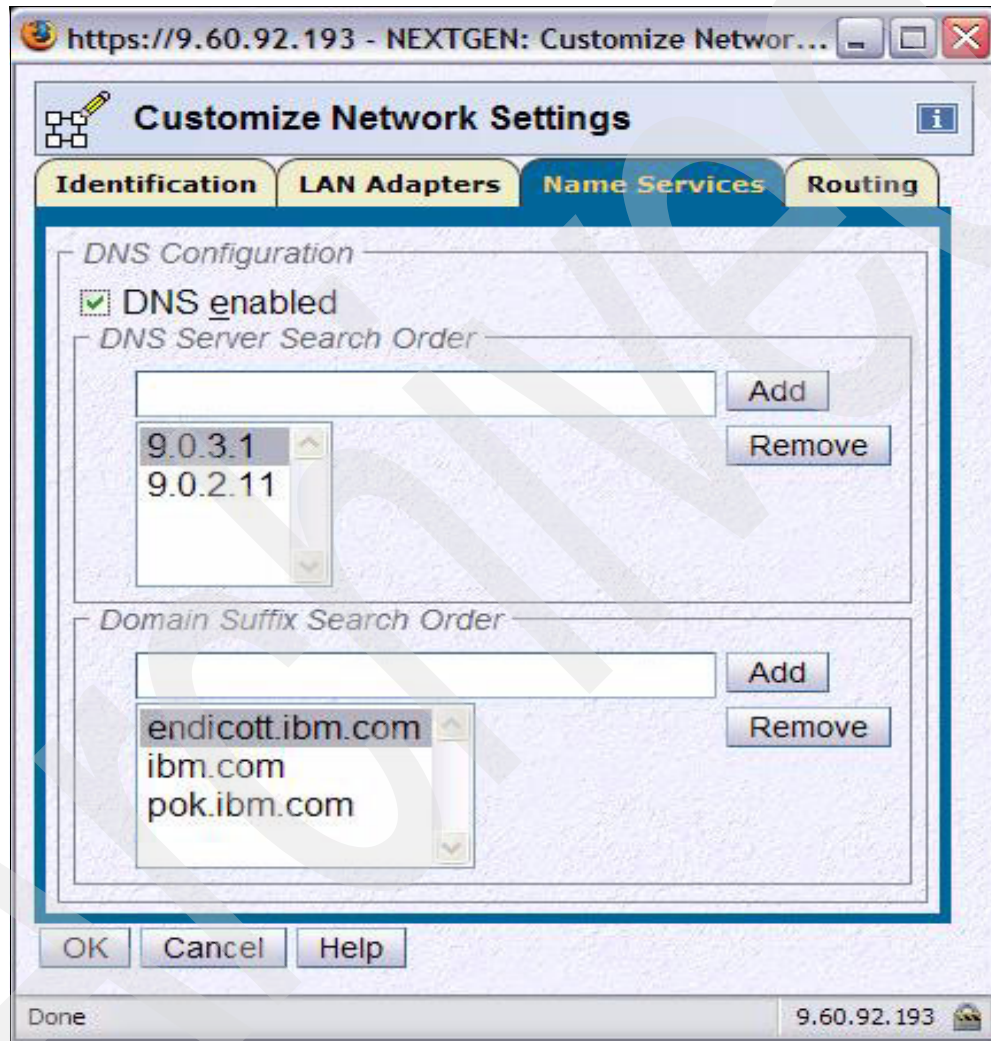 https://9.60.92.193 - NEXTGEN: Customize Networ...
Customize Network Settings
i
Identification LAN Adapters Name Services Routing
DNS Configuration
DNS enabled
DNS Server Search Order
Add
9.0.3.1
Remove
9.0.2.11
Domain Suffix Search Order
Add
endicott.ibm.com
Remove
ibm.com
pok.ibm.com
OK Cancel Help
Done 9.60.92.193